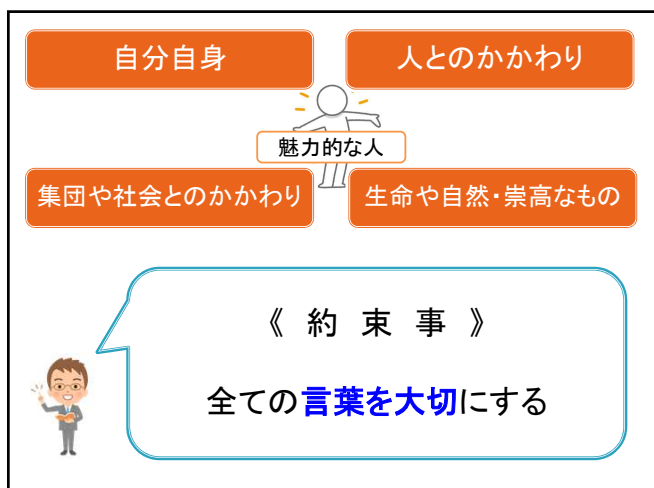 自分自身
人とのかかわり
魅力的な人
集団や社会とのかかわり
生命や自然・崇高なもの
《 約 束 事 》
全ての言葉を大切にする